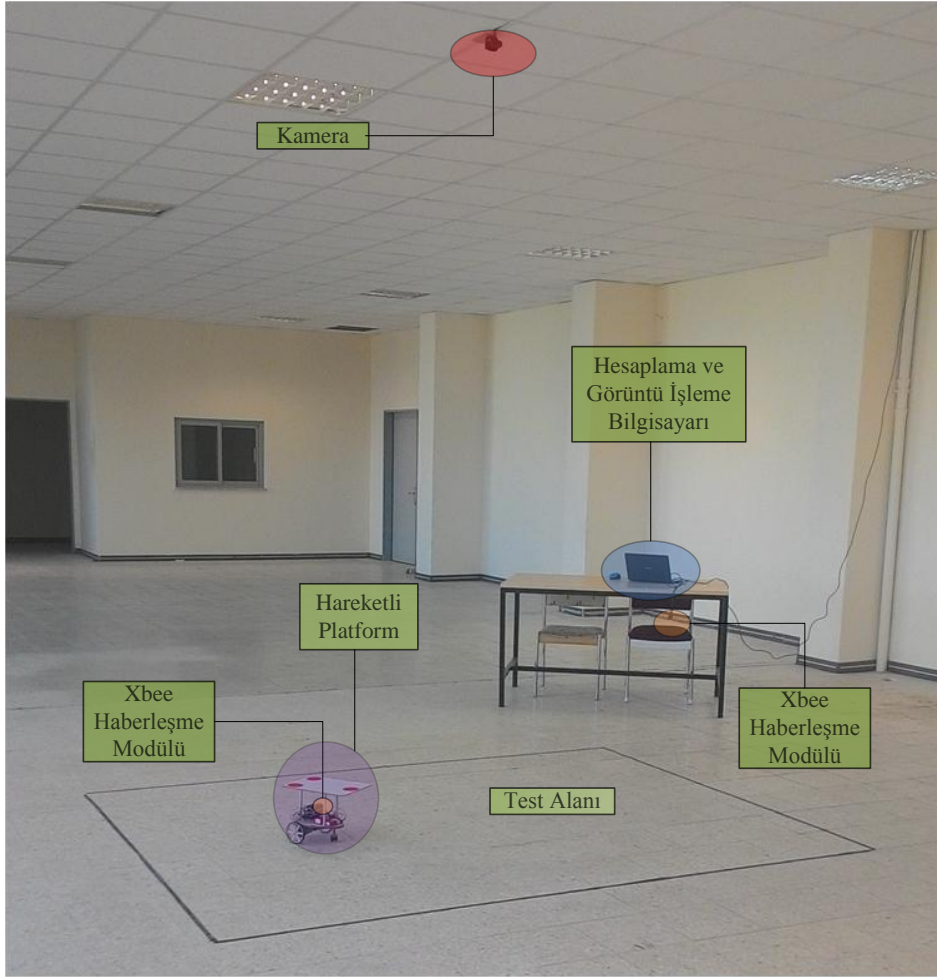 Kamera
Hesaplama ve
Görüntü İşleme
Bilgisayarı
Hareketli
Platform
Xbee
Haberleşme
Modülü
Xbee
Haberleşme
Modülü
Test Alanı